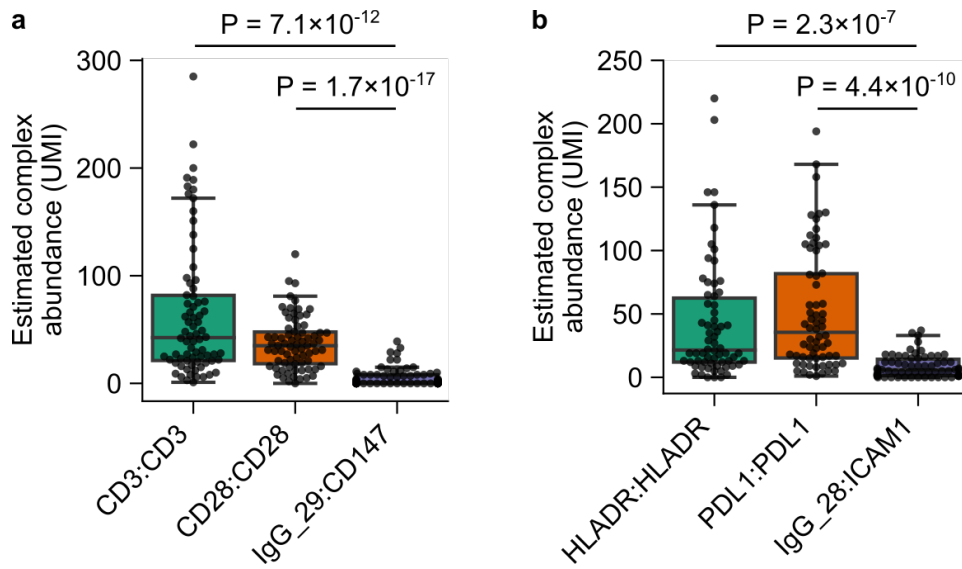 a
P = 7.1×10⁻¹²
P = 1.7×10⁻¹⁷
Estimated complex
abundance (UMI)
300
200
100
0
CD3:CD3
CD28:CD28
IgG_29:CD147
b
P = 2.3×10⁻⁷
P = 4.4×10⁻¹⁰
Estimated complex
abundance (UMI)
250
200
150
100
50
0
HLADR:HLADR
PDL1:PDL1
IgG_28:ICAM1